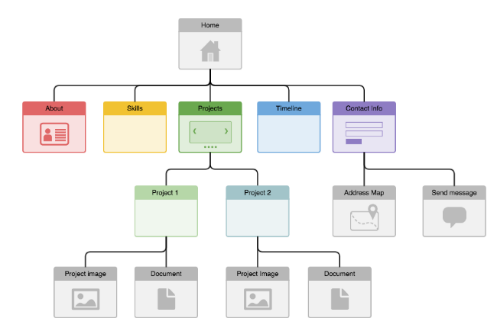 Home
About
Skills
Projects
Timeline
Contact info
Project 1
Project 2
Address Map
Send message
Project image
Document
Project Image
Document